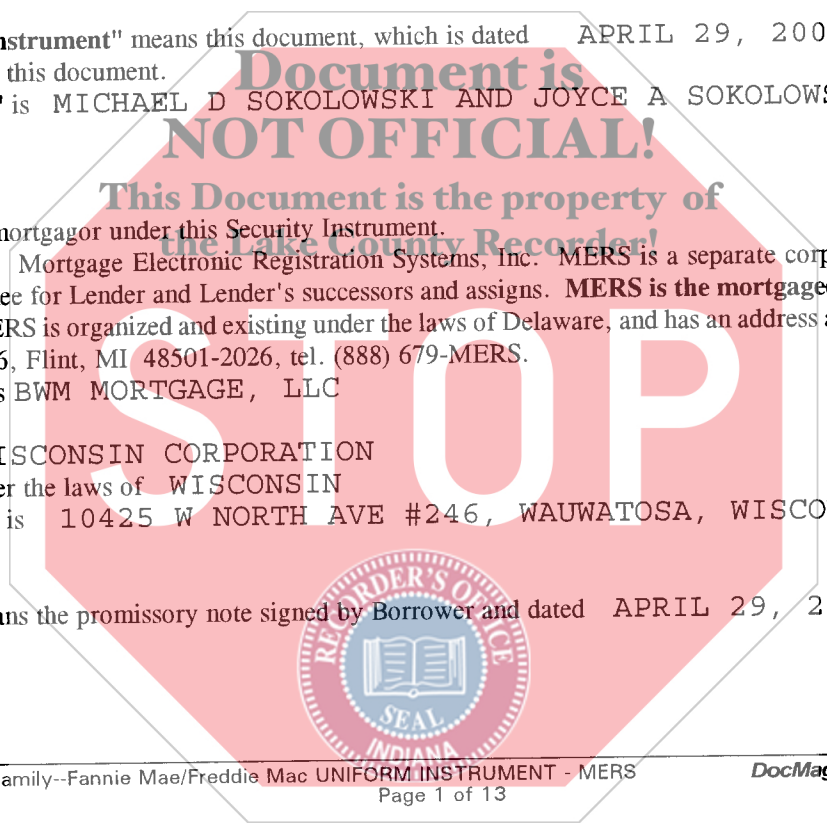 nstrument" means this document, which is dated APRIL 29, 200
this document.
Document is
" is MICHAEL D SOKOLOWSKI AND JOYCE A SOKOLOWS
NOT OFFICIAL!
This Document is the property of
mortgagor under this Security Instrument.
the Lake County Recorder!
Mortgage Electronic Registration Systems, Inc. MERS is a separate corp
ee for Lender and Lender's successors and assigns. MERS is the mortgagee
ERS is organized and existing under the laws of Delaware, and has an address a
6, Flint, MI 48501-2026, tel. (888) 679-MERS.
s BWM MORTGAGE, LLC
STOP
ISCONSIN CORPORATION
er the laws of WISCONSIN
is 10425 W NORTH AVE #246, WAUWATOSA, WISCO
ans the promissory note signed by Borrower and dated APRIL 29, 2
RECORDER'S OFFICE
SEAL
INDIANA
amily--Fannie Mae/Freddie Mac UNIFORM INSTRUMENT - MERS DocMag
Page 1 of 13